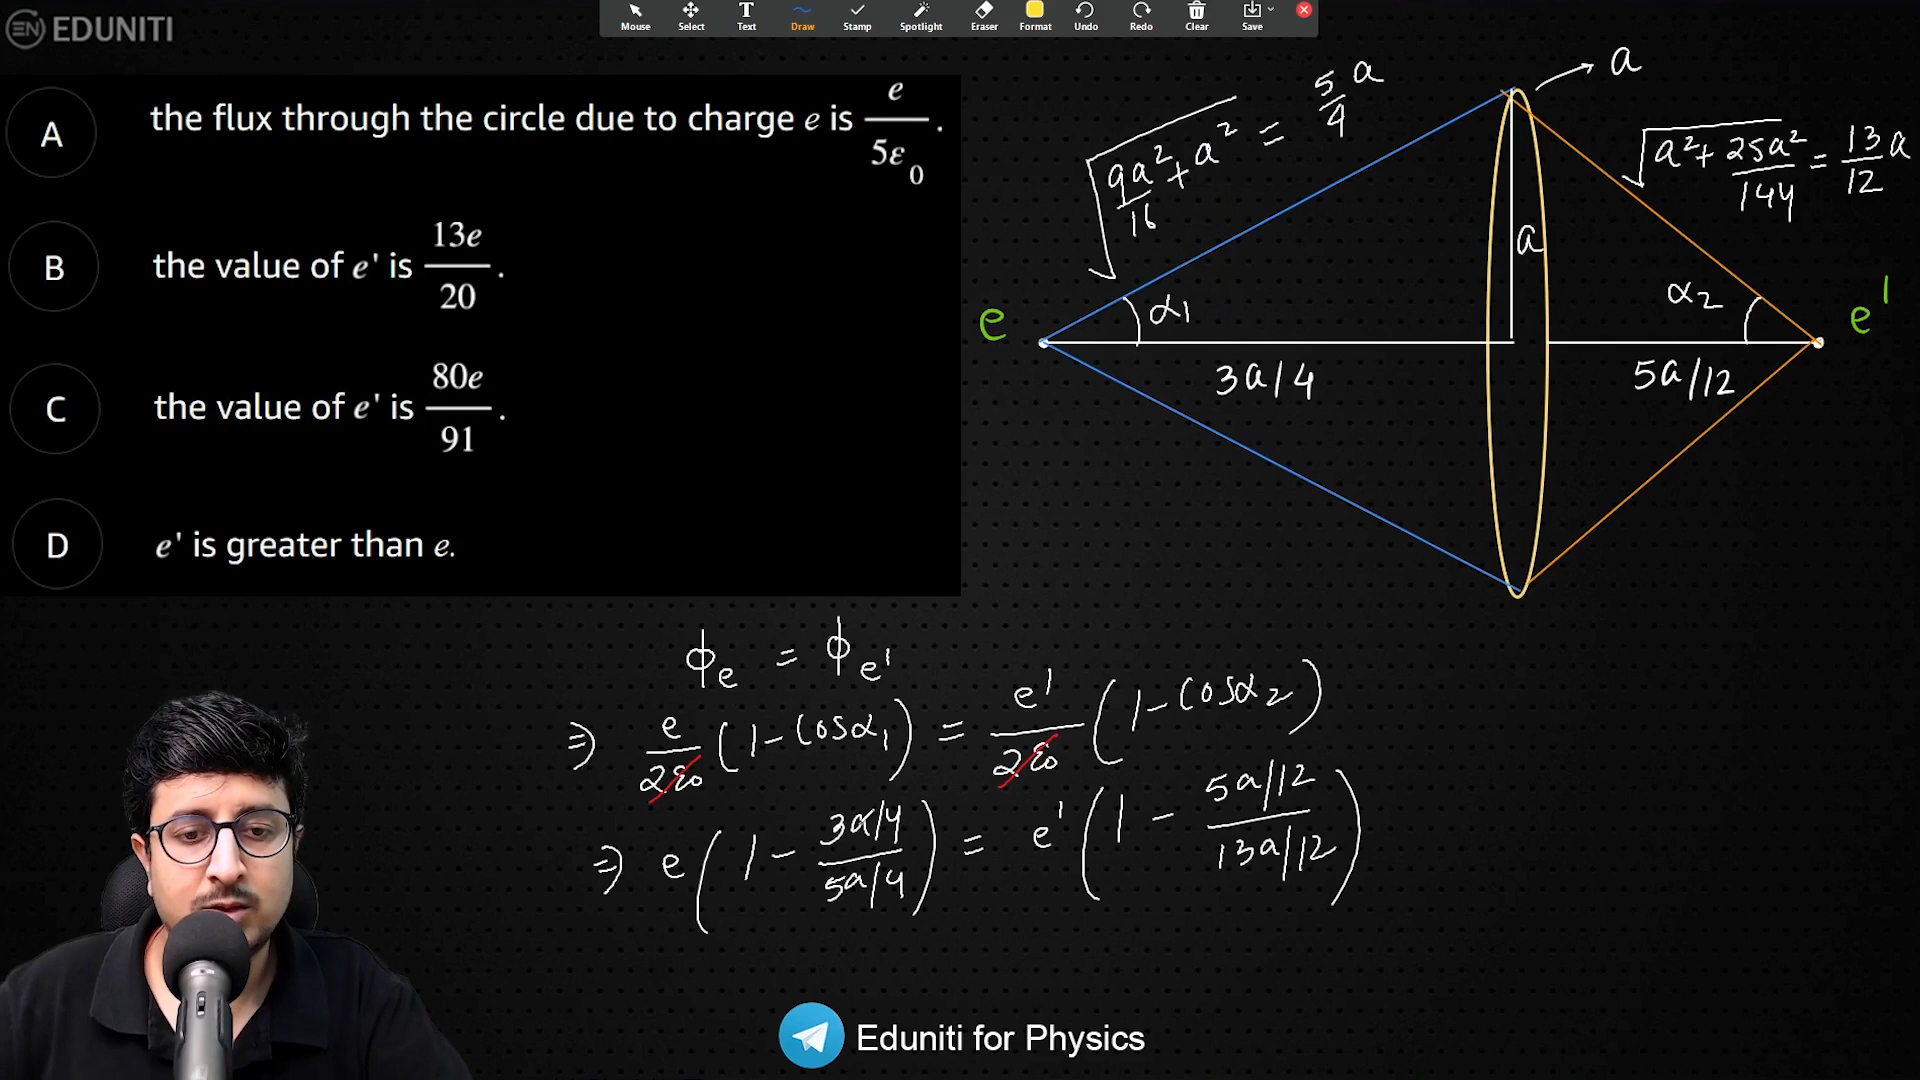 EN EDUNITI
Mouse Select Text Draw Stamp Spotlight Eraser Format Undo Redo Clear Save
A the flux through the circle due to charge e is e/5ε₀.
B the value of e' is 13e/20.
C the value of e' is 80e/91.
D e' is greater than e.
a
√(9a²/16 + a²) = 5/4 a
√(a² + 25a²/144) = 13/12 a
a
e α₁ α₂ e'
3a/4 5a/12
ϕe = ϕe'
⇒ e/2ε₀ (1 - Cosα₁) = e'/2ε₀ (1 - Cosα₂)
⇒ e (1 - 3a/4 / 5a/4) = e' (1 - 5a/12 / 13a/12)
Eduniti for Physics